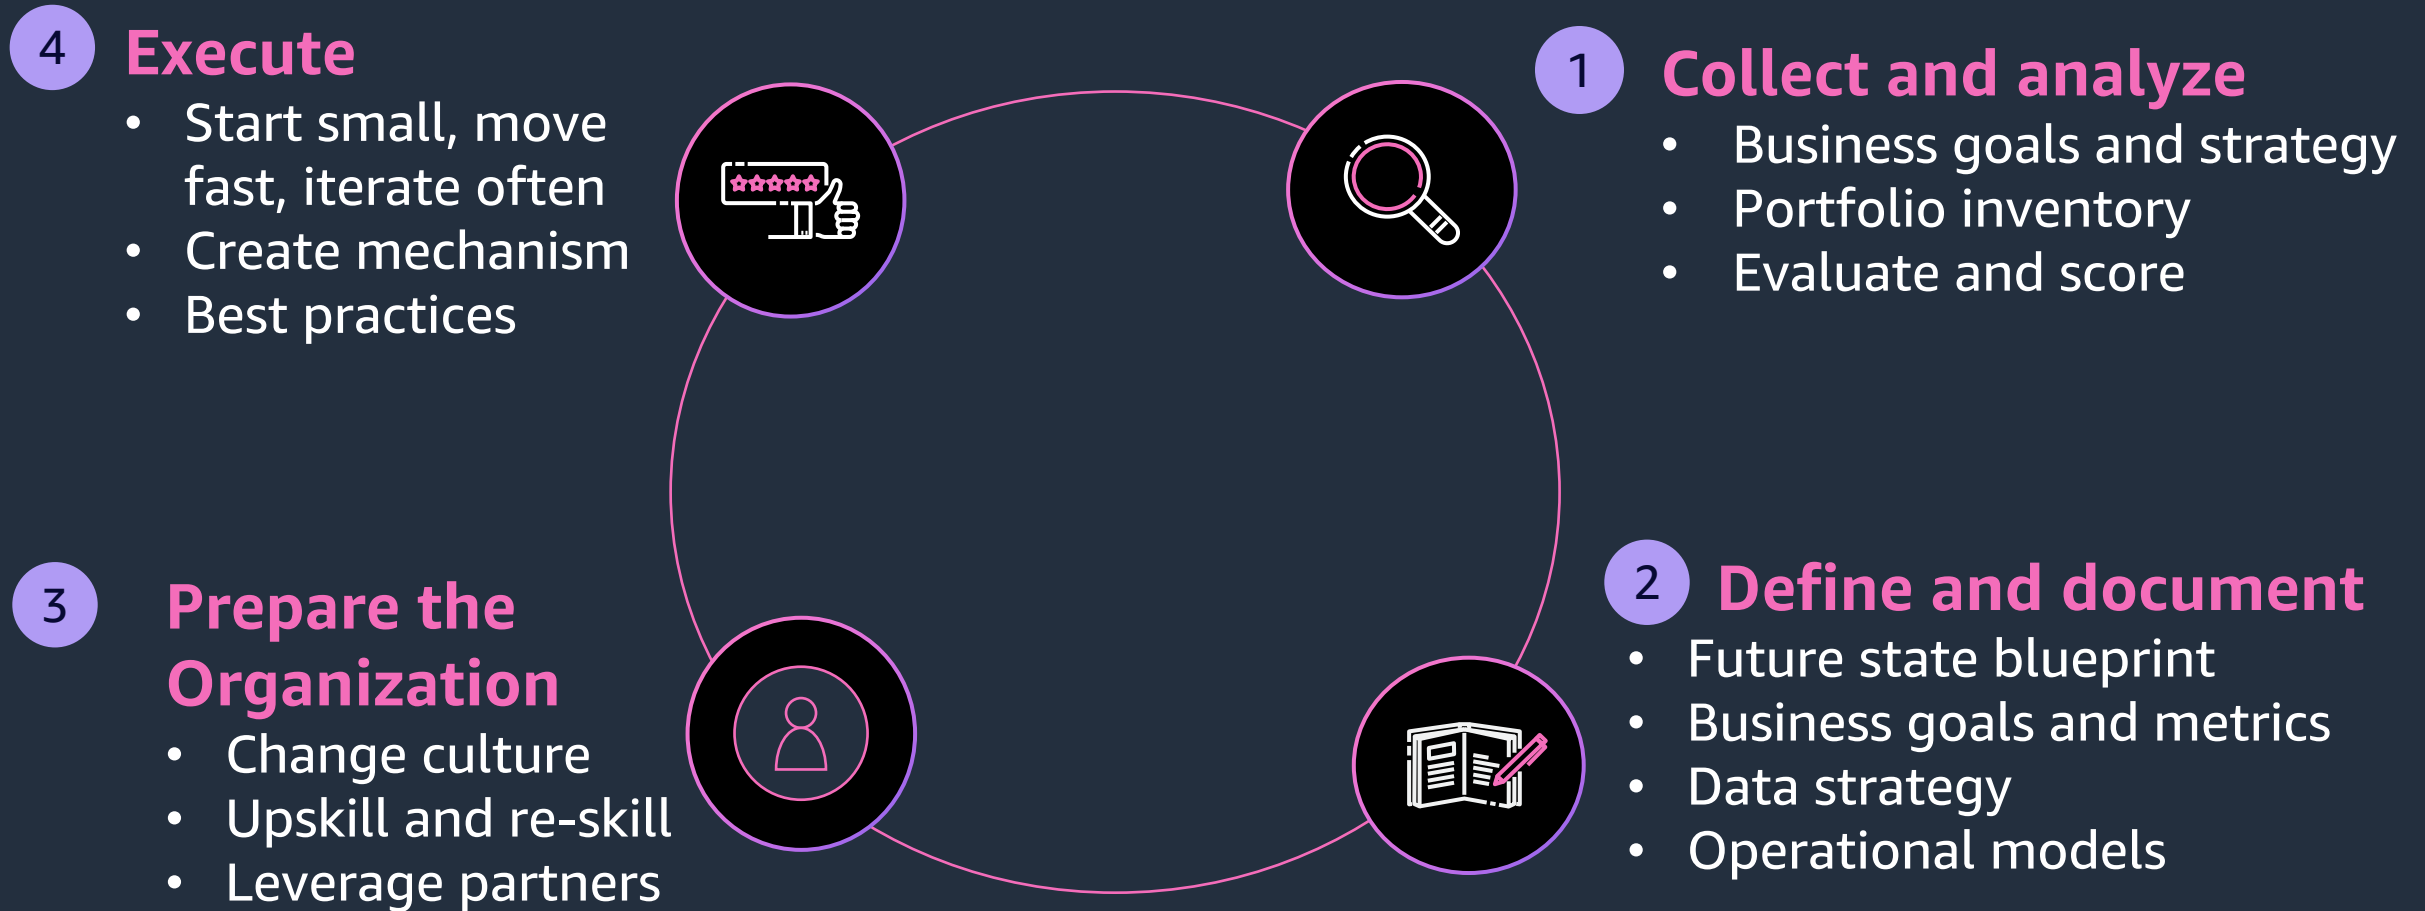 4
Execute
• Start small, move
fast, iterate often
• Create mechanism
• Best practices
1
Collect and analyze
• Business goals and strategy
• Portfolio inventory
• Evaluate and score
3
Prepare the
Organization
• Change culture
• Upskill and re-skill
• Leverage partners
2
Define and document
• Future state blueprint
• Business goals and metrics
• Data strategy
• Operational models